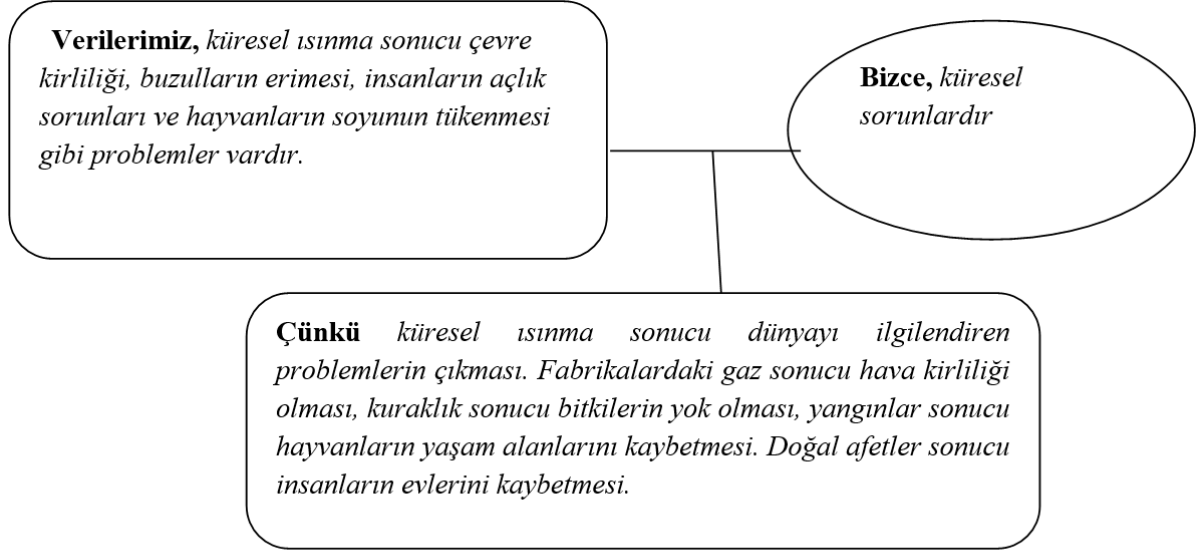 Verilerimiz, küresel ısınma sonucu çevre
kirliliği, buzulların erimesi, insanların açlık
sorunları ve hayvanların soyunun tükenmesi
gibi problemler vardır.
Bizce, küresel
sorunlardır
Çünkü küresel ısınma sonucu dünyayı ilgilendiren
problemlerin çıkması. Fabrikalardaki gaz sonucu hava kirliliği
olması, kuraklık sonucu bitkilerin yok olması, yangınlar sonucu
hayvanların yaşam alanlarını kaybetmesi. Doğal afetler sonucu
insanların evlerini kaybetmesi.